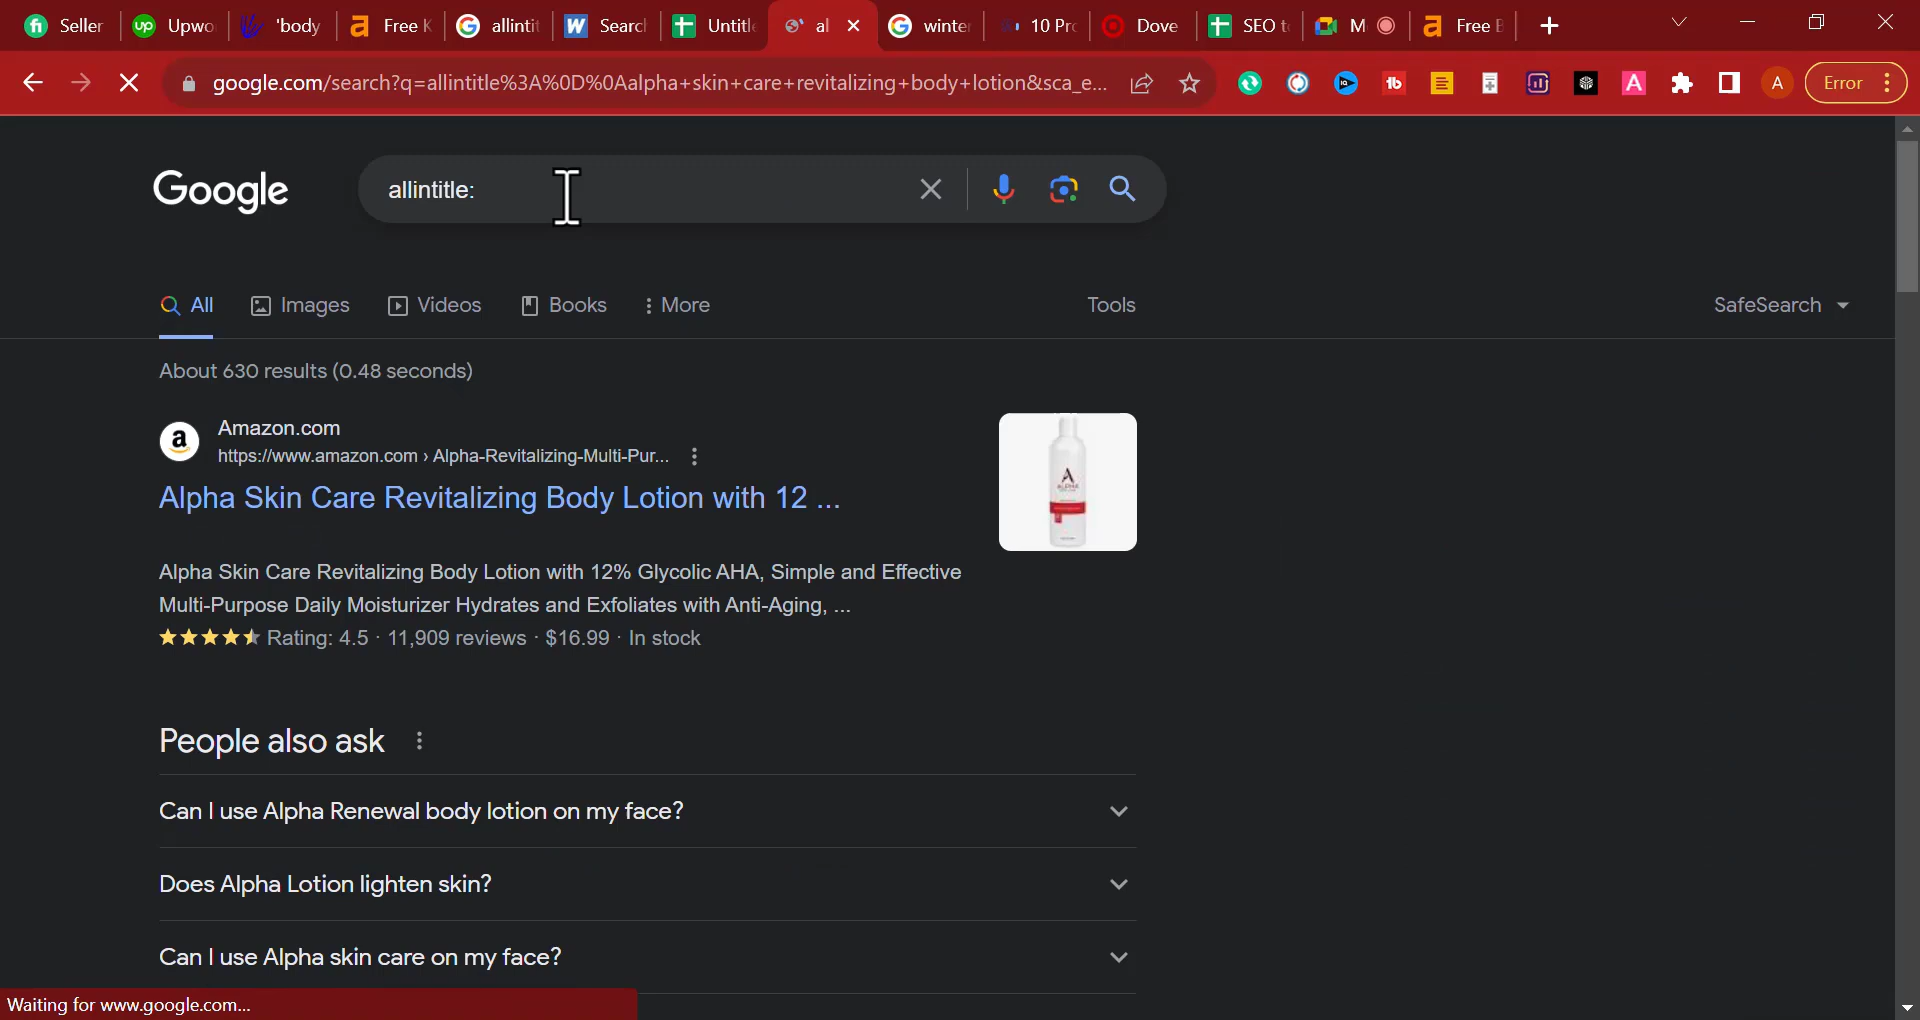 Seller
Upwo
'body
Free K
allintit
Search
Untitle
al
winter
10 Pro
Dove
SEO t
M
Free B
google.com/search?q=allintitle%3A%0D%0Aalpha+skin+care+revitalizing+body+lotion&sca_e...
A
Error
Google
allintitle:
All
Images
Videos
Books
More
Tools
SafeSearch
About 630 results (0.48 seconds)
Amazon.com
https://www.amazon.com › Alpha-Revitalizing-Multi-Pur...
Alpha Skin Care Revitalizing Body Lotion with 12 ...
Alpha Skin Care Revitalizing Body Lotion with 12% Glycolic AHA, Simple and Effective
Multi-Purpose Daily Moisturizer Hydrates and Exfoliates with Anti-Aging, ...
Rating: 4.5 · 11,909 reviews · $16.99 · In stock
People also ask
Can I use Alpha Renewal body lotion on my face?
Does Alpha Lotion lighten skin?
Can I use Alpha skin care on my face?
Waiting for www.google.com...